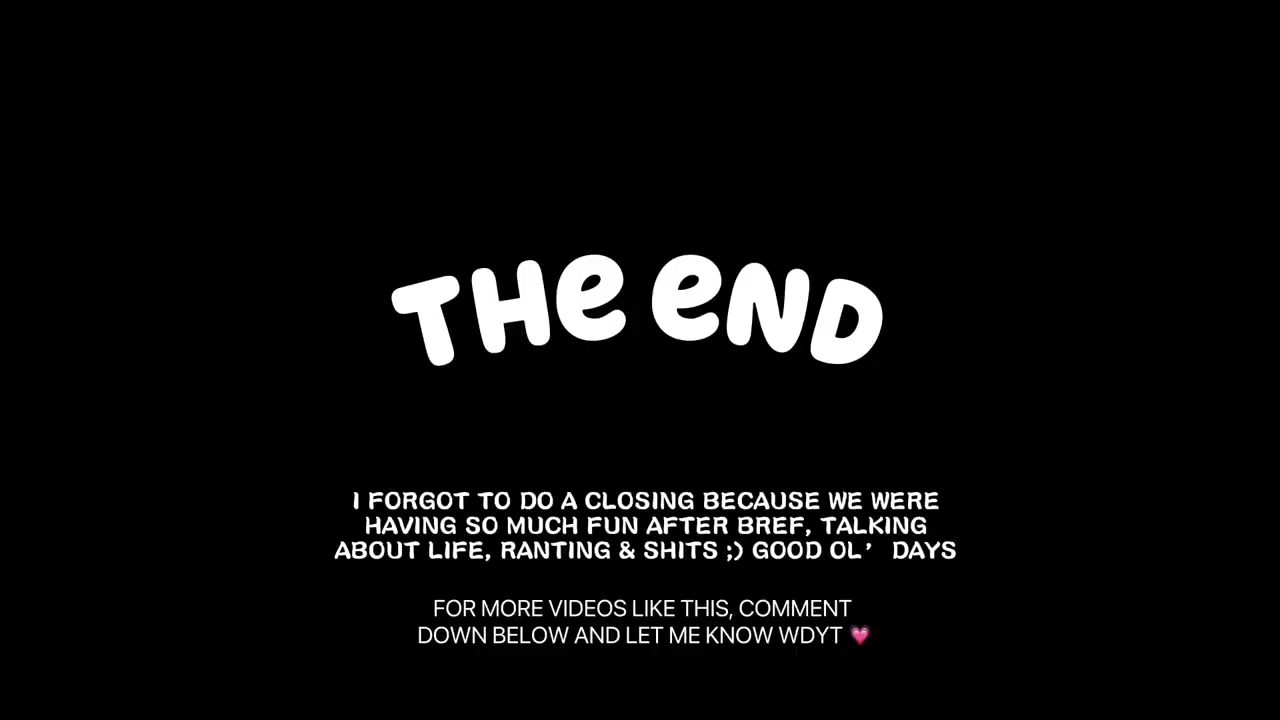 THe eND
I FORGOT TO DO A CLOSING BECAUSE WE WERE
HAVING SO MUCH FUN AFTER BREF, TALKING
ABOUT LIFE, RANTING & SHITS ;) GOOD OL’ DAYS
FOR MORE VIDEOS LIKE THIS, COMMENT
DOWN BELOW AND LET ME KNOW WDYT 💗